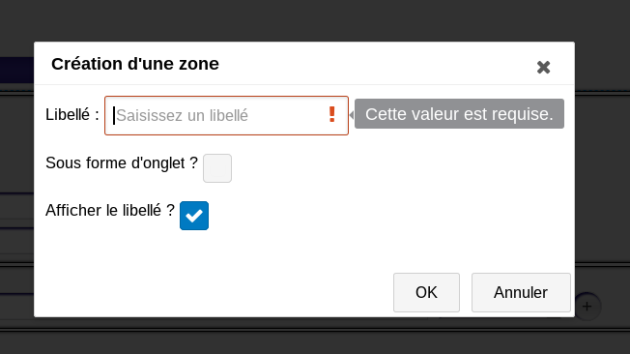 Création d'une zone
Libellé : Saisissez un libellé ! Cette valeur est requise.
Sous forme d'onglet ?
Afficher le libellé ?
OK Annuler